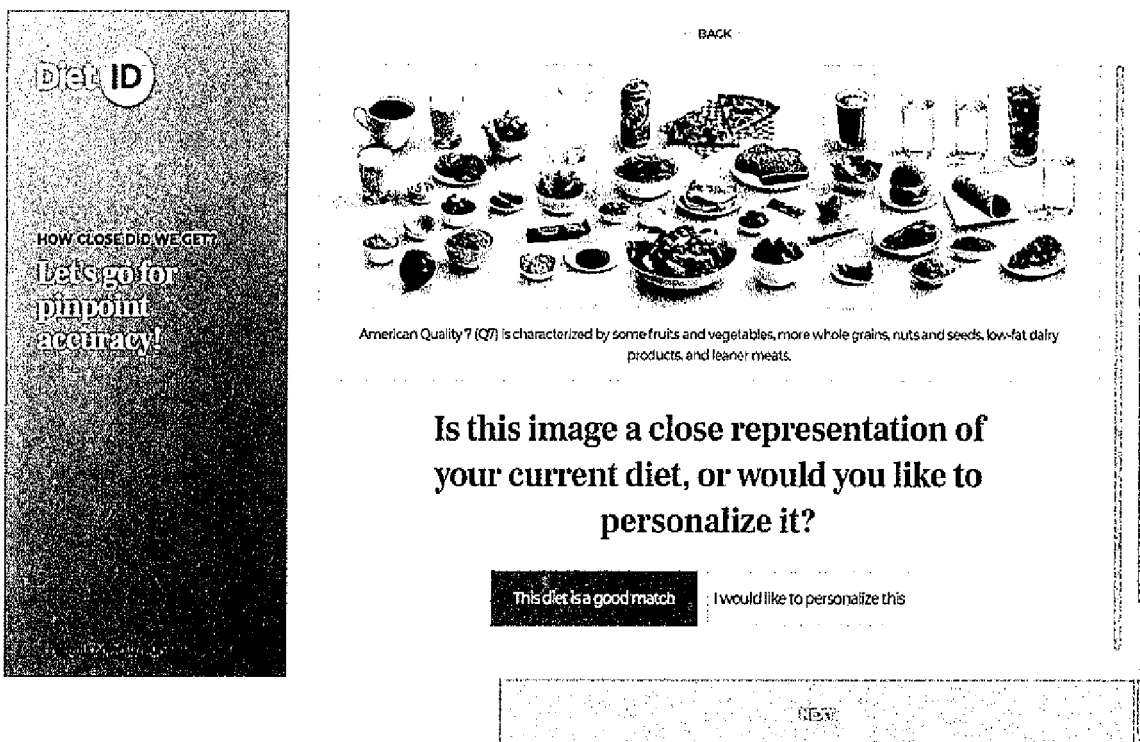 Diet ID
HOW CLOSE DID WE GET?
Let's go for
pinpoint
accuracy!
BACK
American Quality 7 (Q7) is characterized by some fruits and vegetables, more whole grains, nuts and seeds, low-fat dairy
products, and leaner meats.
Is this image a close representation of
your current diet, or would you like to
personalize it?
This diet is a good match
I would like to personalize this
NEXT